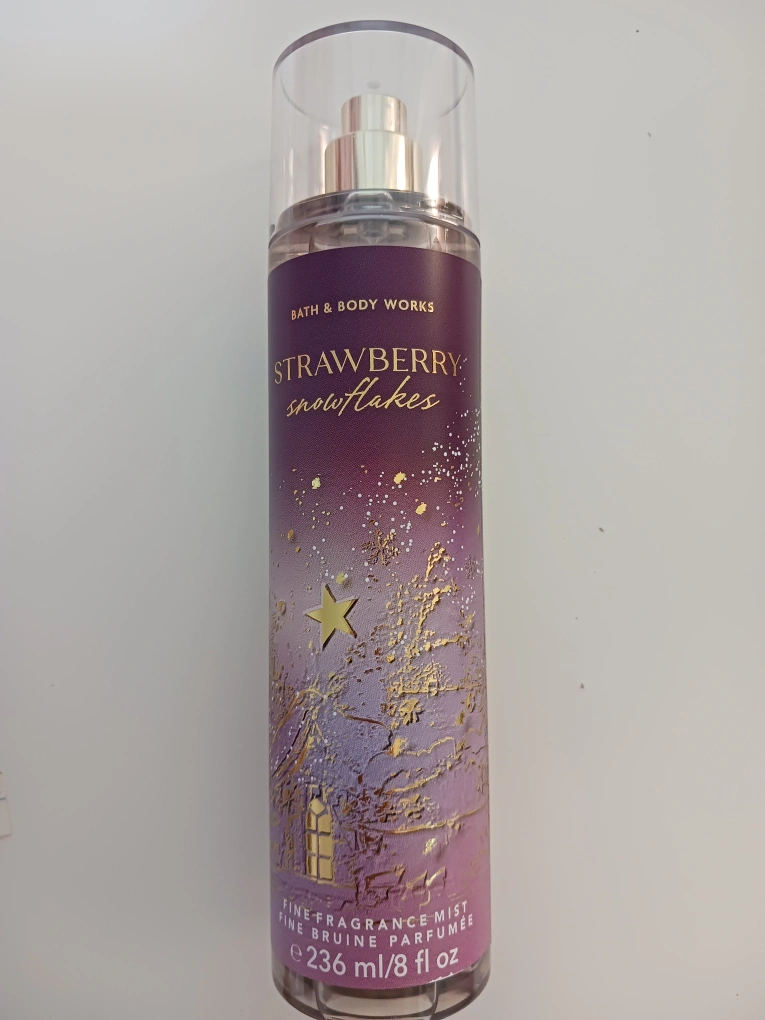 BATH & BODY WORKS
STRAWBERRY
snowflakes
FINE FRAGRANCE MIST
FINE BRUINE PARFUMÉE
℮ 236 ml/8 fl oz